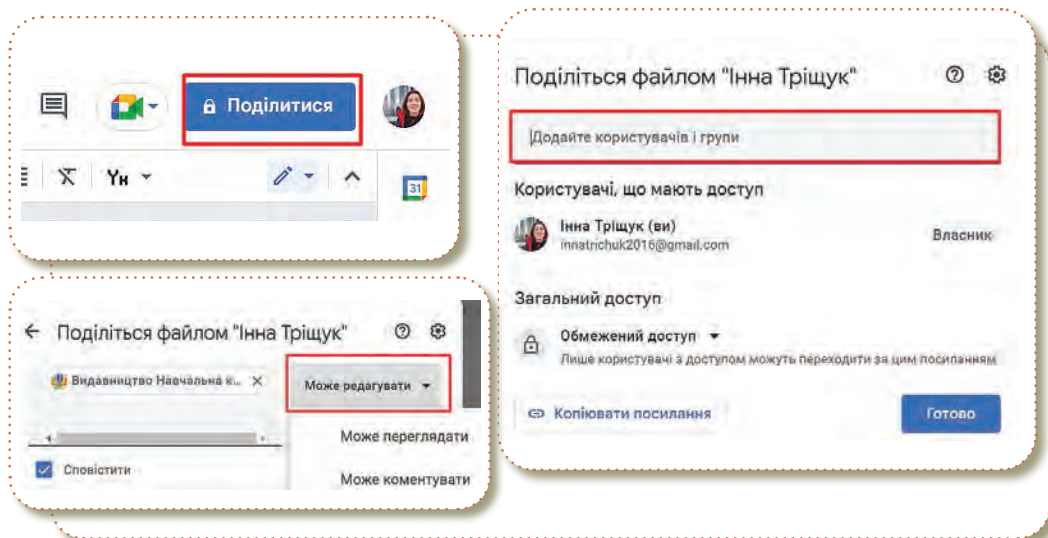 Поділитися
Yн
31
Поділіться файлом "Інна Тріщук"
Додайте користувачів і групи
Користувачі, що мають доступ
Інна Тріщук (ви)
innatrichuk2016@gmail.com
Власник
Загальний доступ
Обмежений доступ
Лише користувачі з доступом можуть переходити за цим посиланням
Копіювати посилання
Готово
Поділіться файлом "Інна Тріщук"
Видавництво Навчальна к...
Може редагувати
Може переглядати
Сповістити
Може коментувати